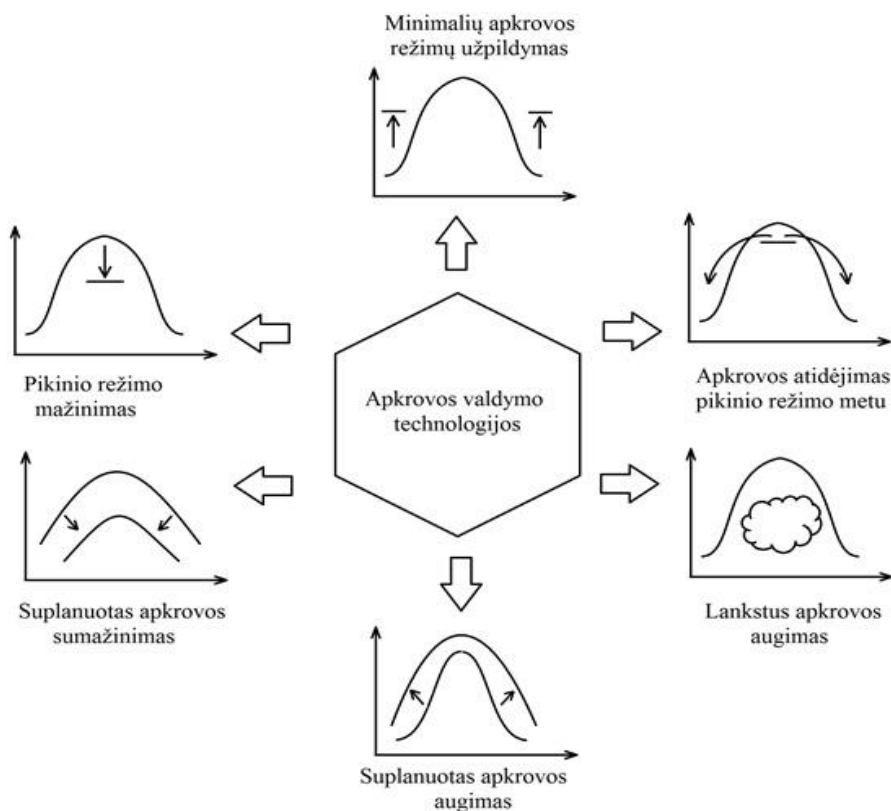 Minimalių apkrovos
režimų užpildymas
Pikinio režimo
mažinimas
Apkrovos valdymo
technologijos
Apkrovos atidėjimas
pikinio režimo metu
Suplanuotas apkrovos
sumažinimas
Lankstus apkrovos
augimas
Suplanuotas apkrovos
augimas